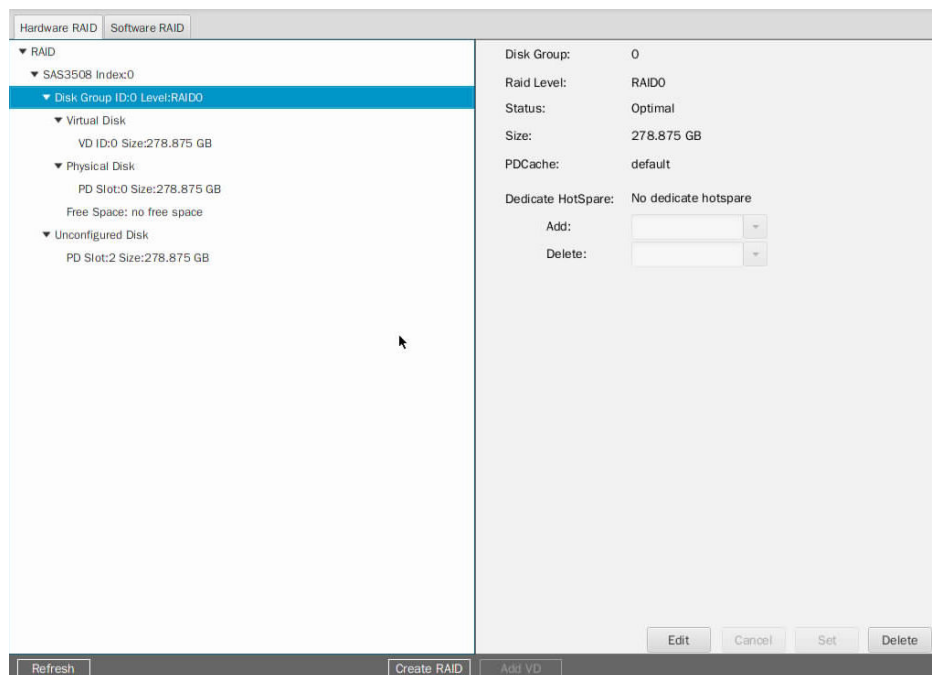 Hardware RAID
Software RAID
RAID
SAS3508 Index:0
Disk Group ID:0 Level:RAID0
Virtual Disk
VD ID:0 Size:278.875 GB
Physical Disk
PD Slot:0 Size:278.875 GB
Free Space: no free space
Unconfigured Disk
PD Slot:2 Size:278.875 GB
Disk Group: 0
Raid Level: RAID0
Status: Optimal
Size: 278.875 GB
PDCache: default
Dedicate HotSpare: No dedicate hotspare
Add:
Delete:
Edit Cancel Set Delete
Refresh Create RAID Add VD